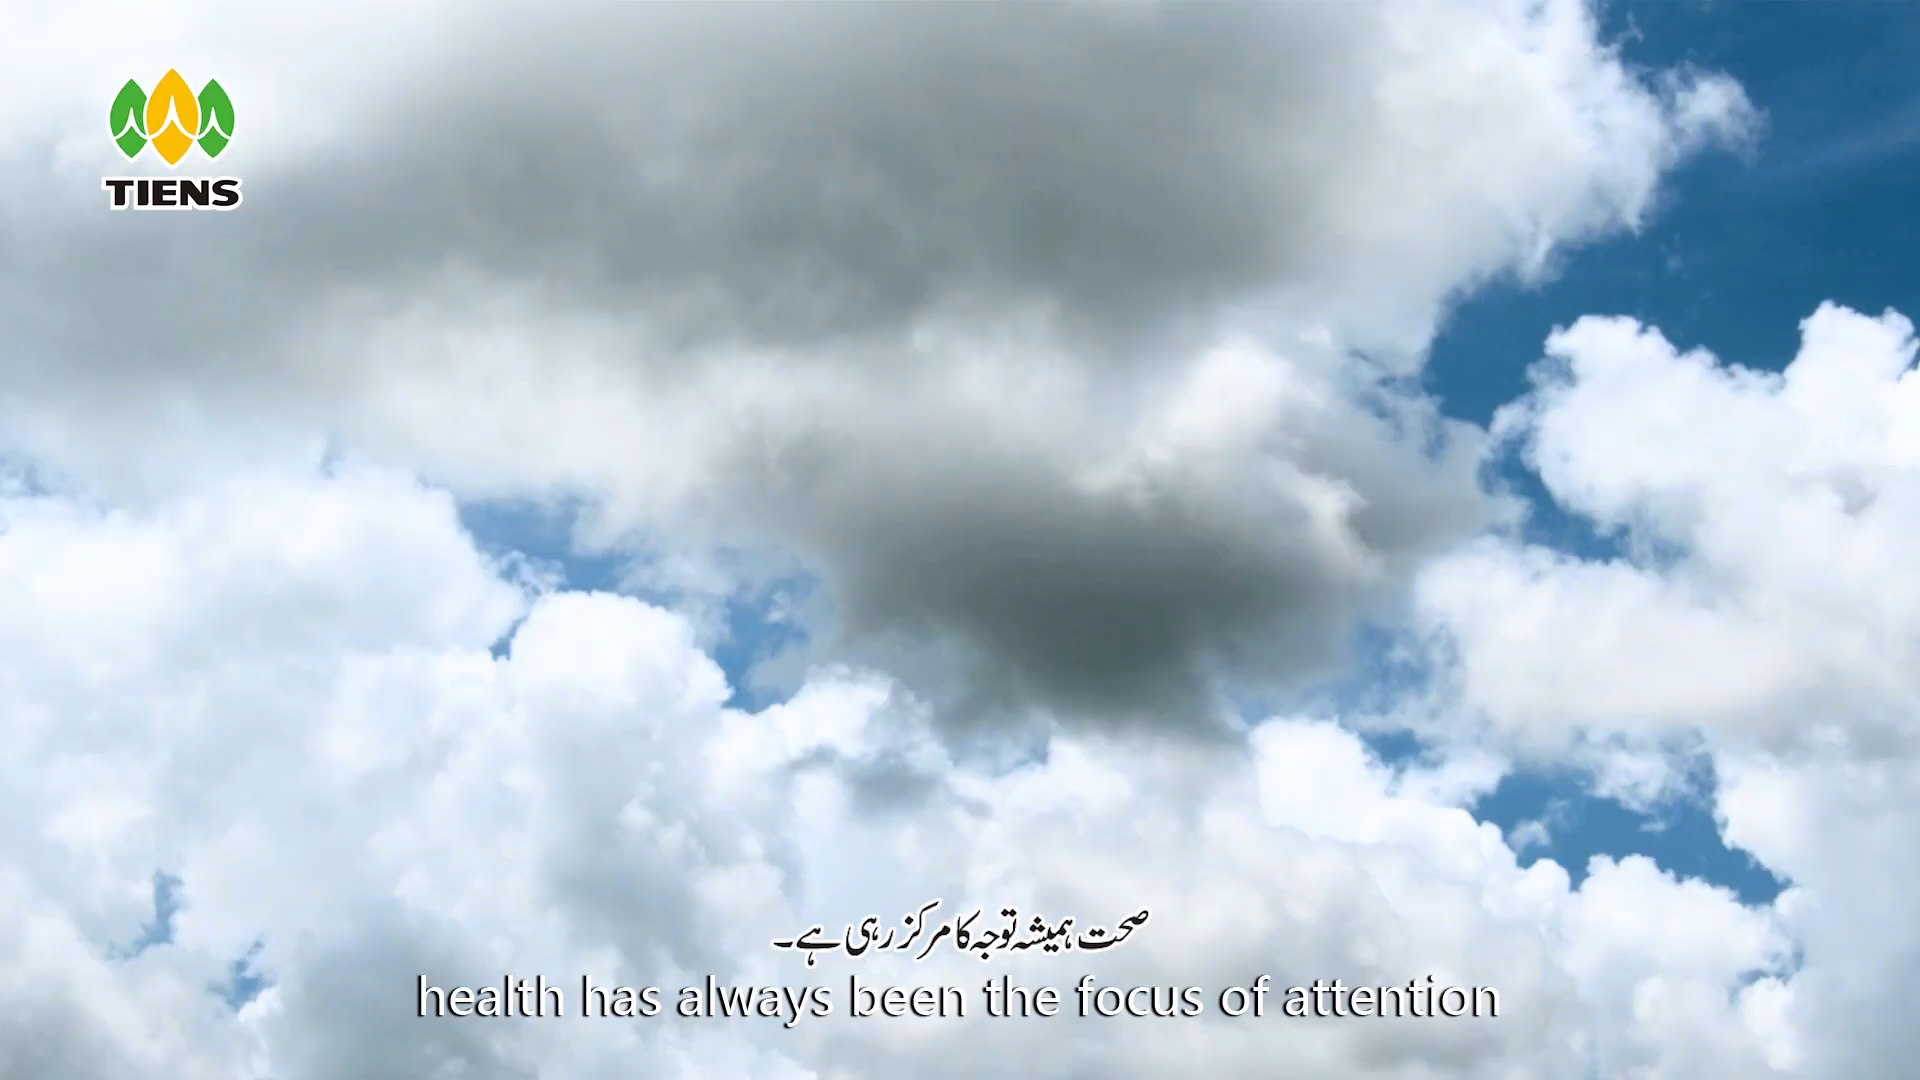 TIENS
صحت ہمیشہ توجہ کا مرکز رہی ہے۔
health has always been the focus of attention